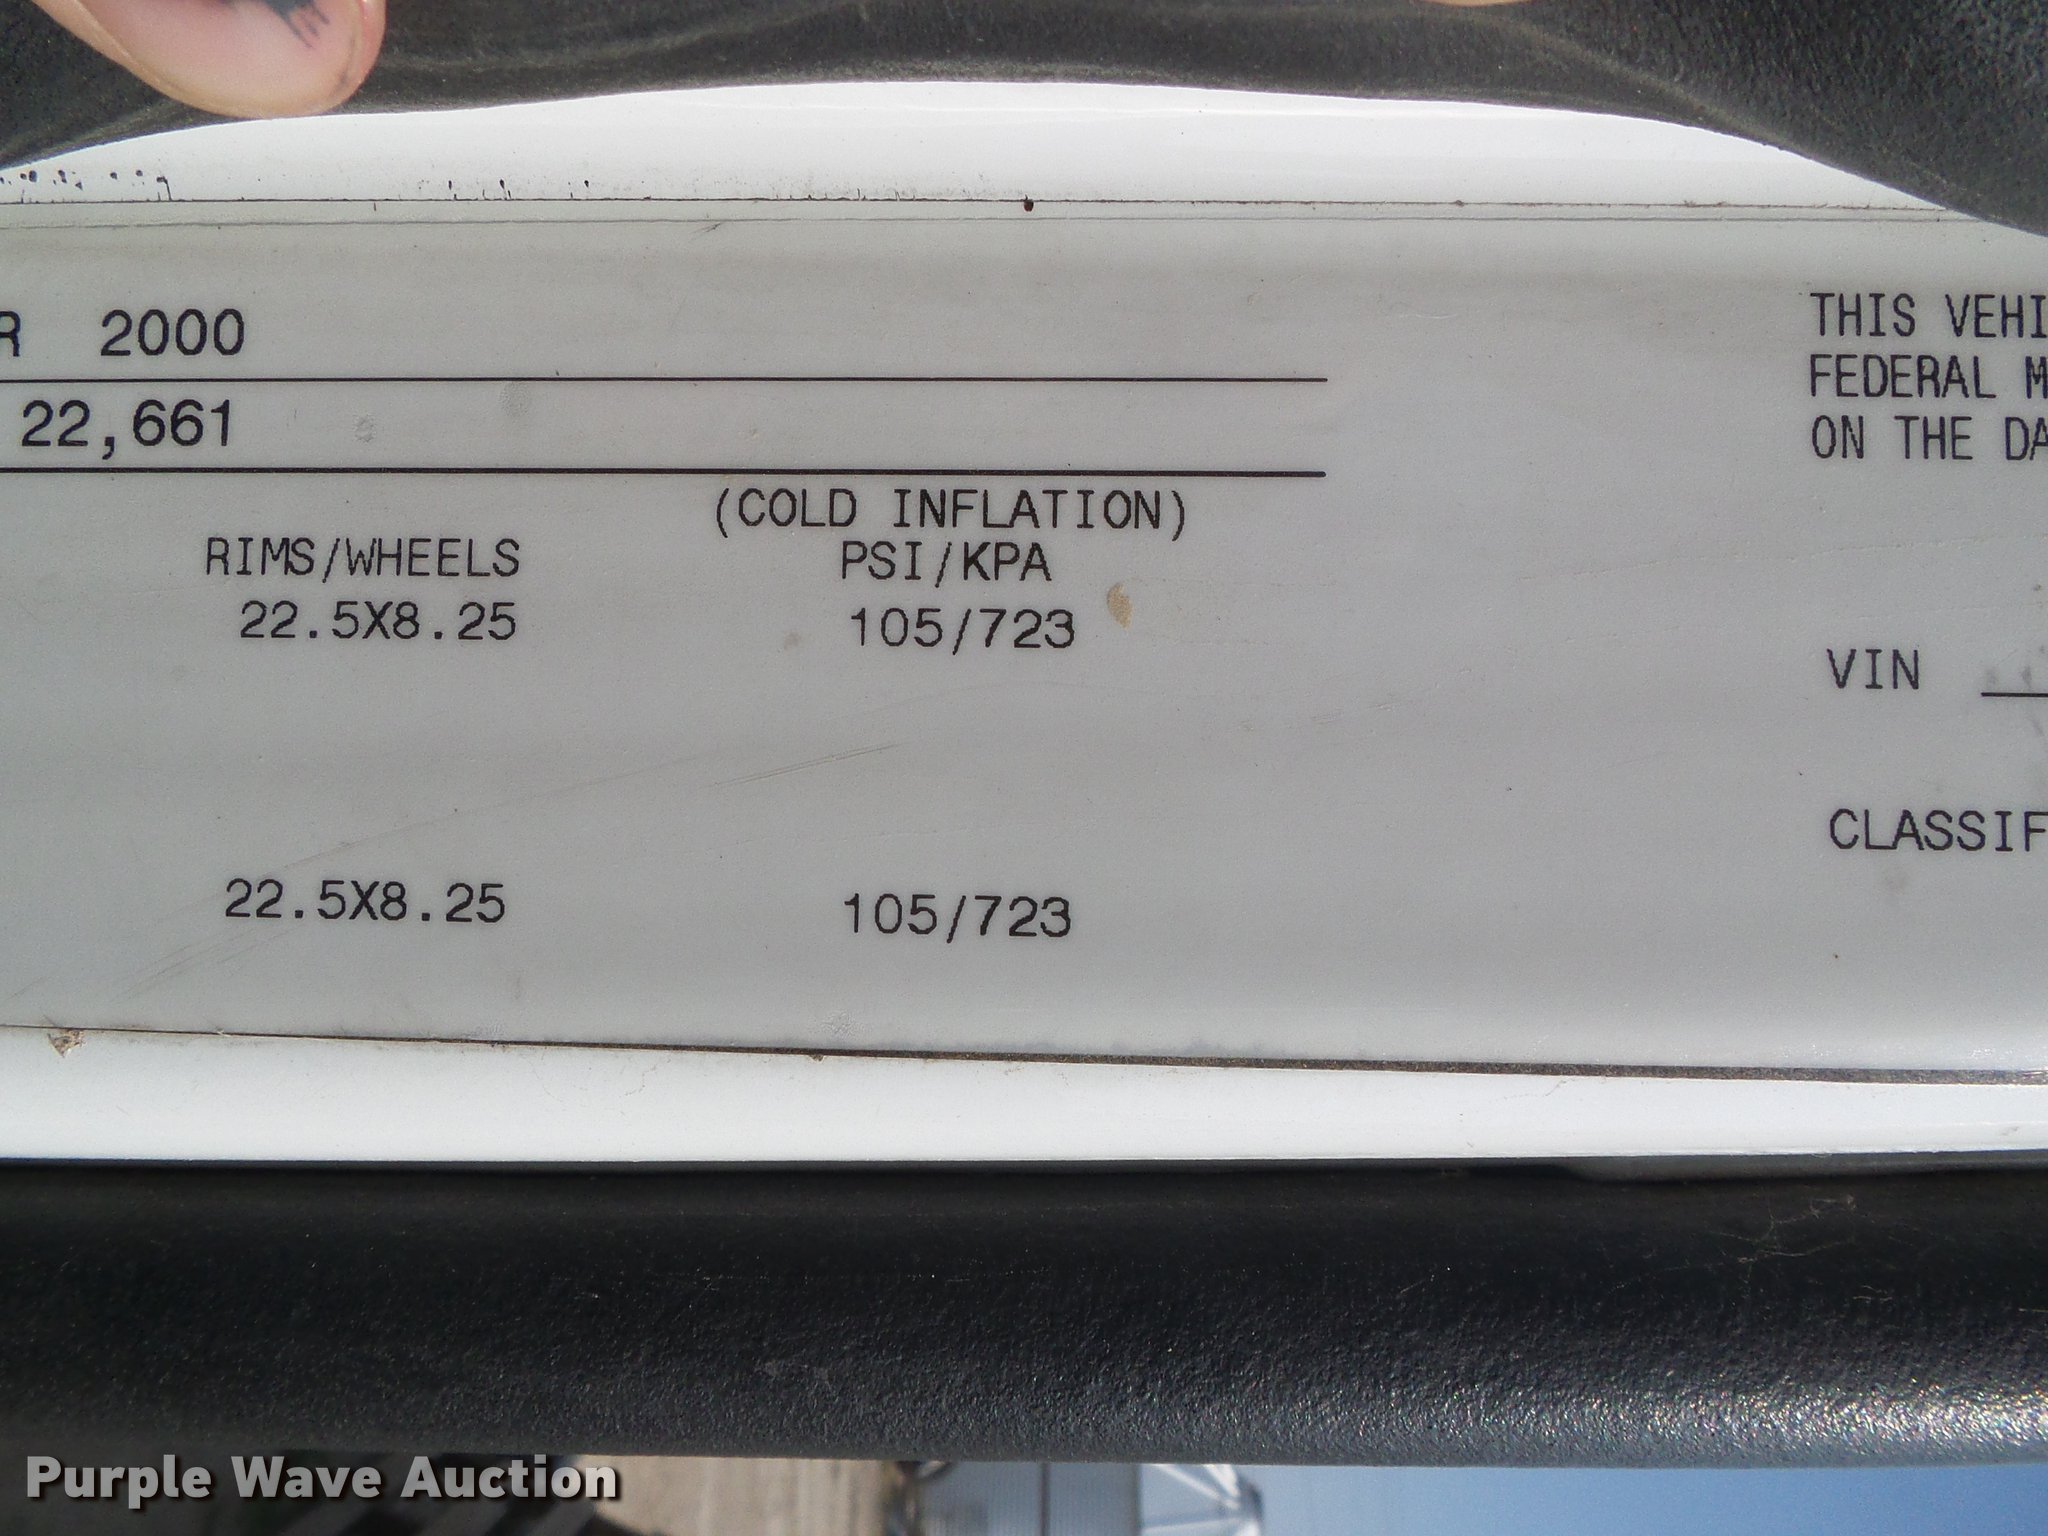 R 2000
22,661
(COLD INFLATION)
RIMS/WHEELS PSI/KPA
22.5X8.25 105/723
22.5X8.25 105/723
THIS VEHI
FEDERAL M
ON THE DA
VIN
CLASSIF
Purple Wave Auction